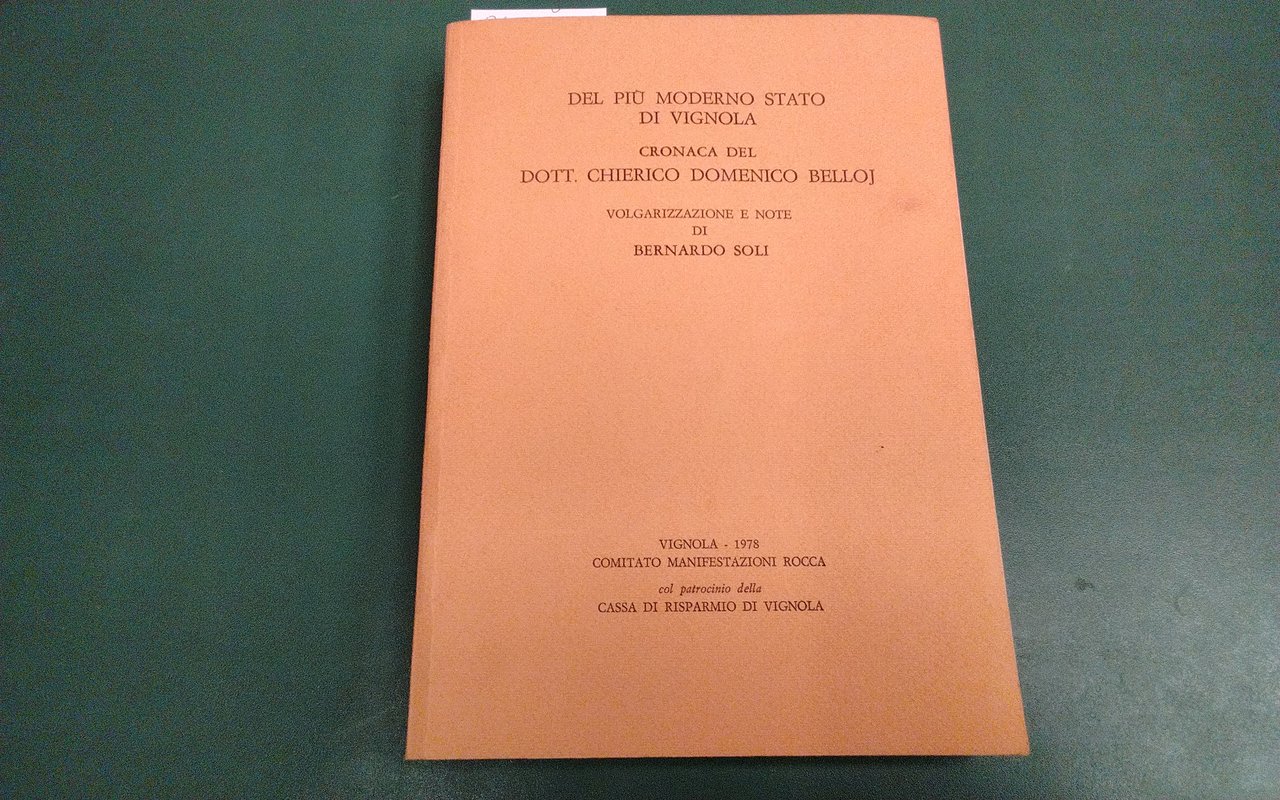 DEL PIÙ MODERNO STATO
DI VIGNOLA
CRONACA DEL
DOTT. CHIERICO DOMENICO BELLOJ
VOLGARIZZAZIONE E NOTE
DI
BERNARDO SOLI
VIGNOLA - 1978
COMITATO MANIFESTAZIONI ROCCA
col patrocinio della
CASSA DI RISPARMIO DI VIGNOLA